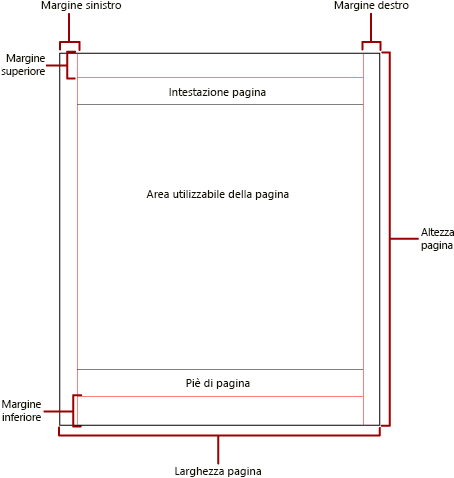 Margine sinistro
Margine destro
Margine
superiore
Intestazione pagina
Area utilizzabile della pagina
Altezza
pagina
Piè di pagina
Margine
inferiore
Larghezza pagina